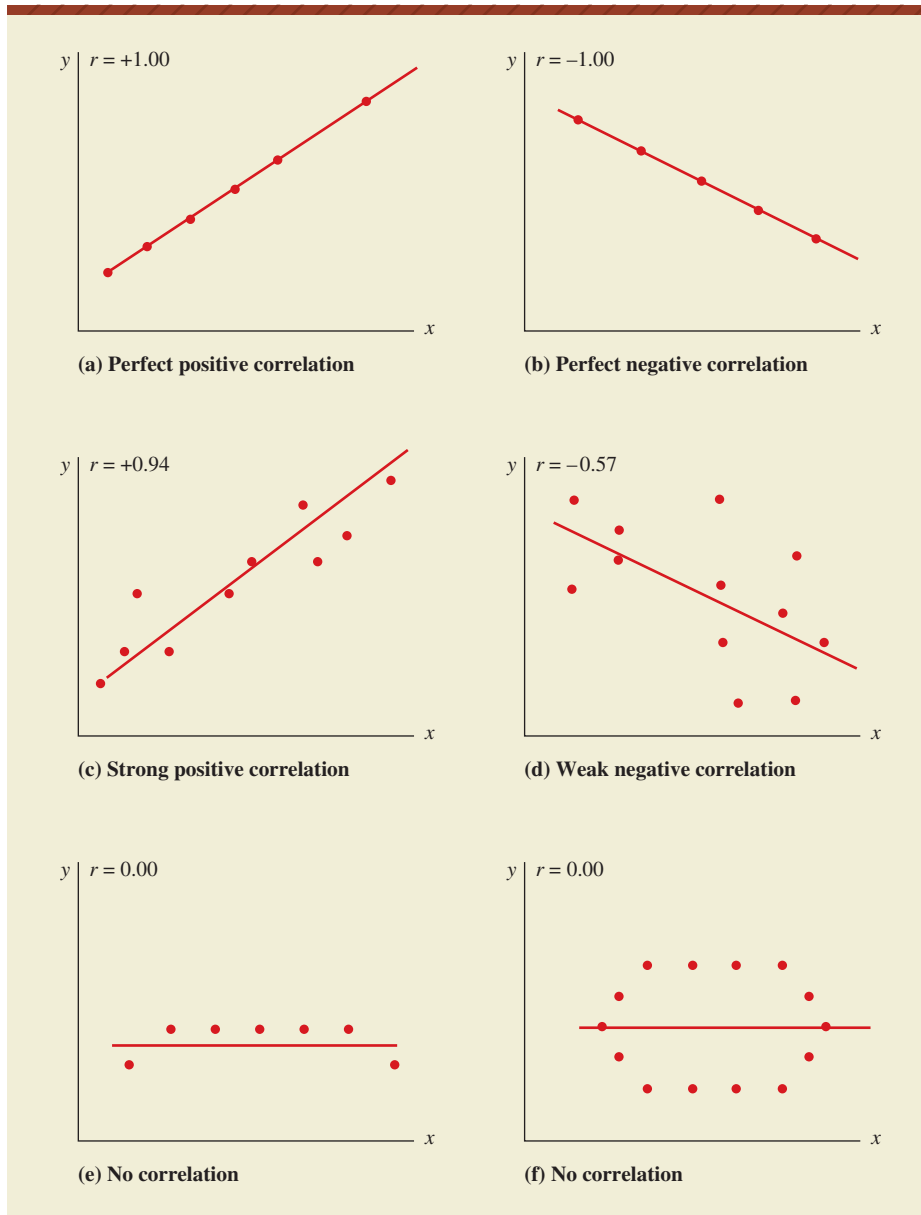 y r = +1.00
x
(a) Perfect positive correlation
y r = –1.00
x
(b) Perfect negative correlation
y r = +0.94
x
(c) Strong positive correlation
y r = –0.57
x
(d) Weak negative correlation
y r = 0.00
x
(e) No correlation
y r = 0.00
x
(f) No correlation